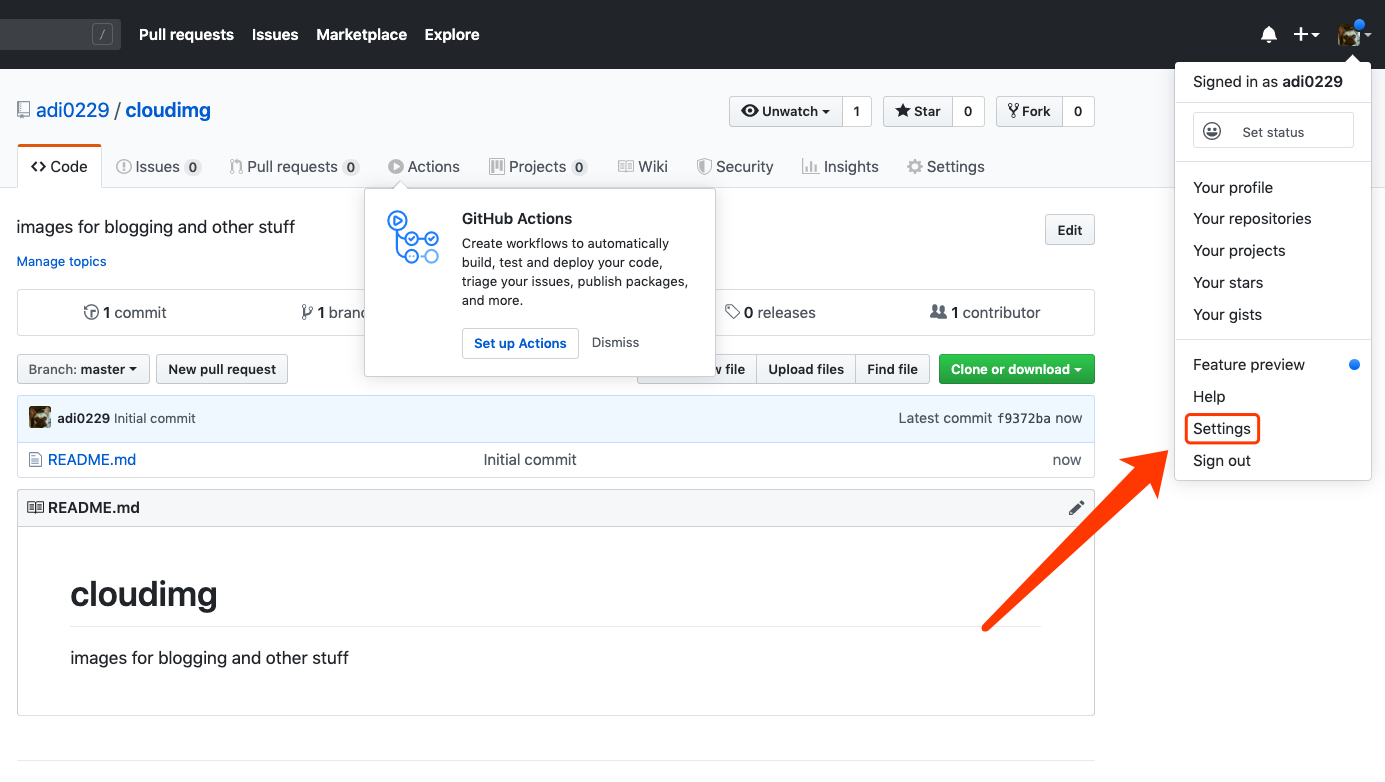 /
Pull requests Issues Marketplace Explore
Signed in as adi0229
Set status
Your profile
Your repositories
Your projects
Your stars
Your gists
Feature preview
Help
Settings
Sign out
adi0229 / cloudimg
Unwatch 1 Star 0 Fork 0
Code Issues 0 Pull requests 0 Actions Projects 0 Wiki Security Insights Settings
images for blogging and other stuff
Edit
Manage topics
GitHub Actions
Create workflows to automatically
build, test and deploy your code,
triage your issues, publish packages,
and more.
Set up Actions Dismiss
1 commit 1 0 releases 1 contributor
Branch: master New pull request file Upload files Find file Clone or download
adi0229 Initial commit Latest commit f9372ba now
README.md Initial commit now
README.md
cloudimg
images for blogging and other stuff